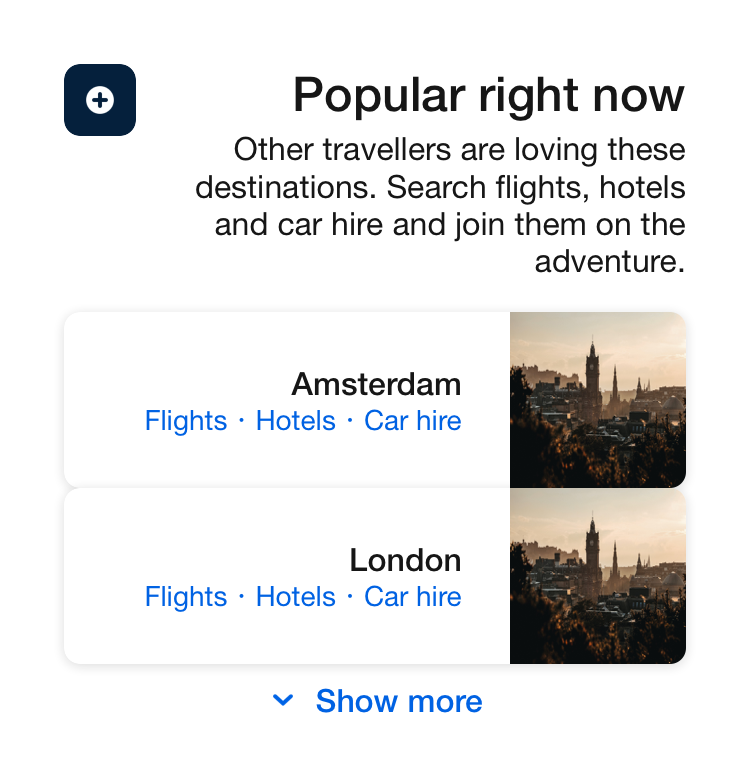 Popular right now
Other travellers are loving these
destinations. Search flights, hotels
and car hire and join them on the
adventure.
Amsterdam
Flights · Hotels · Car hire
London
Flights · Hotels · Car hire
Show more